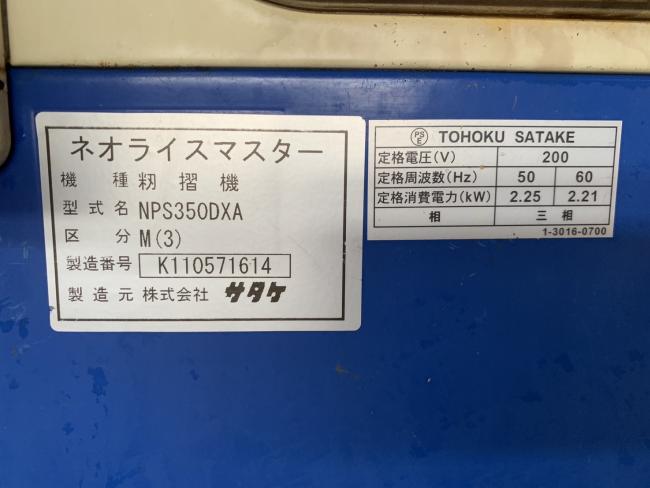 ネオライスマスター
機 種 籾摺機
型式名 NPS350DXA
区 分 M(3)
製造番号 K110571614
製造元 株式会社 サタケ
PSE TOHOKU SATAKE
定格電圧(V) 200
定格周波数(Hz) 50 60
定格消費電力(kW) 2.25 2.21
相 三相
1-3016-0700